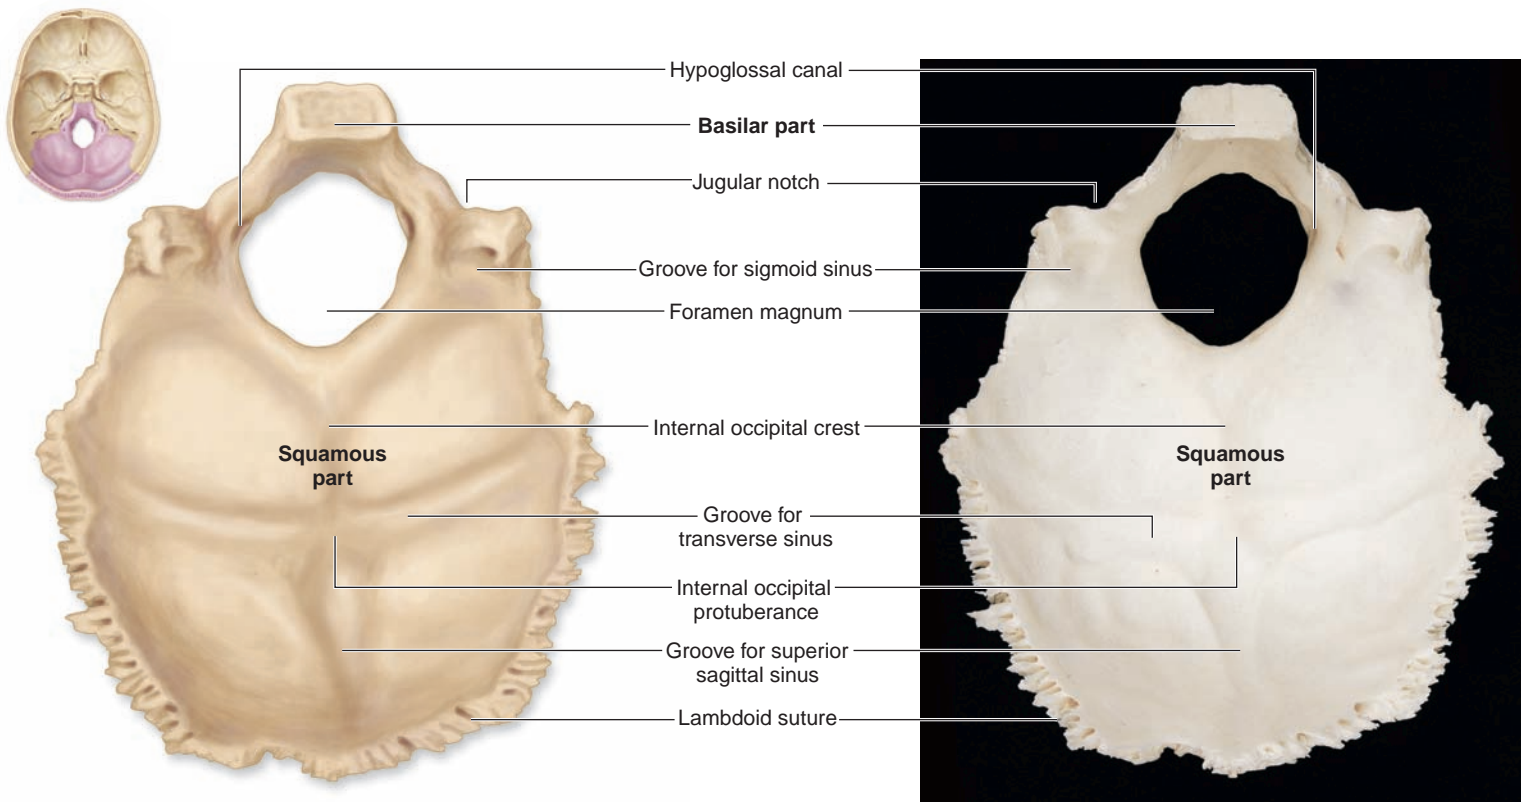 Hypoglossal canal
Basilar part
Jugular notch
Groove for sigmoid sinus
Foramen magnum
Internal occipital crest
Squamous
part
Squamous
part
Groove for
transverse sinus
Internal occipital
protuberance
Groove for superior
sagittal sinus
Lambdoid suture